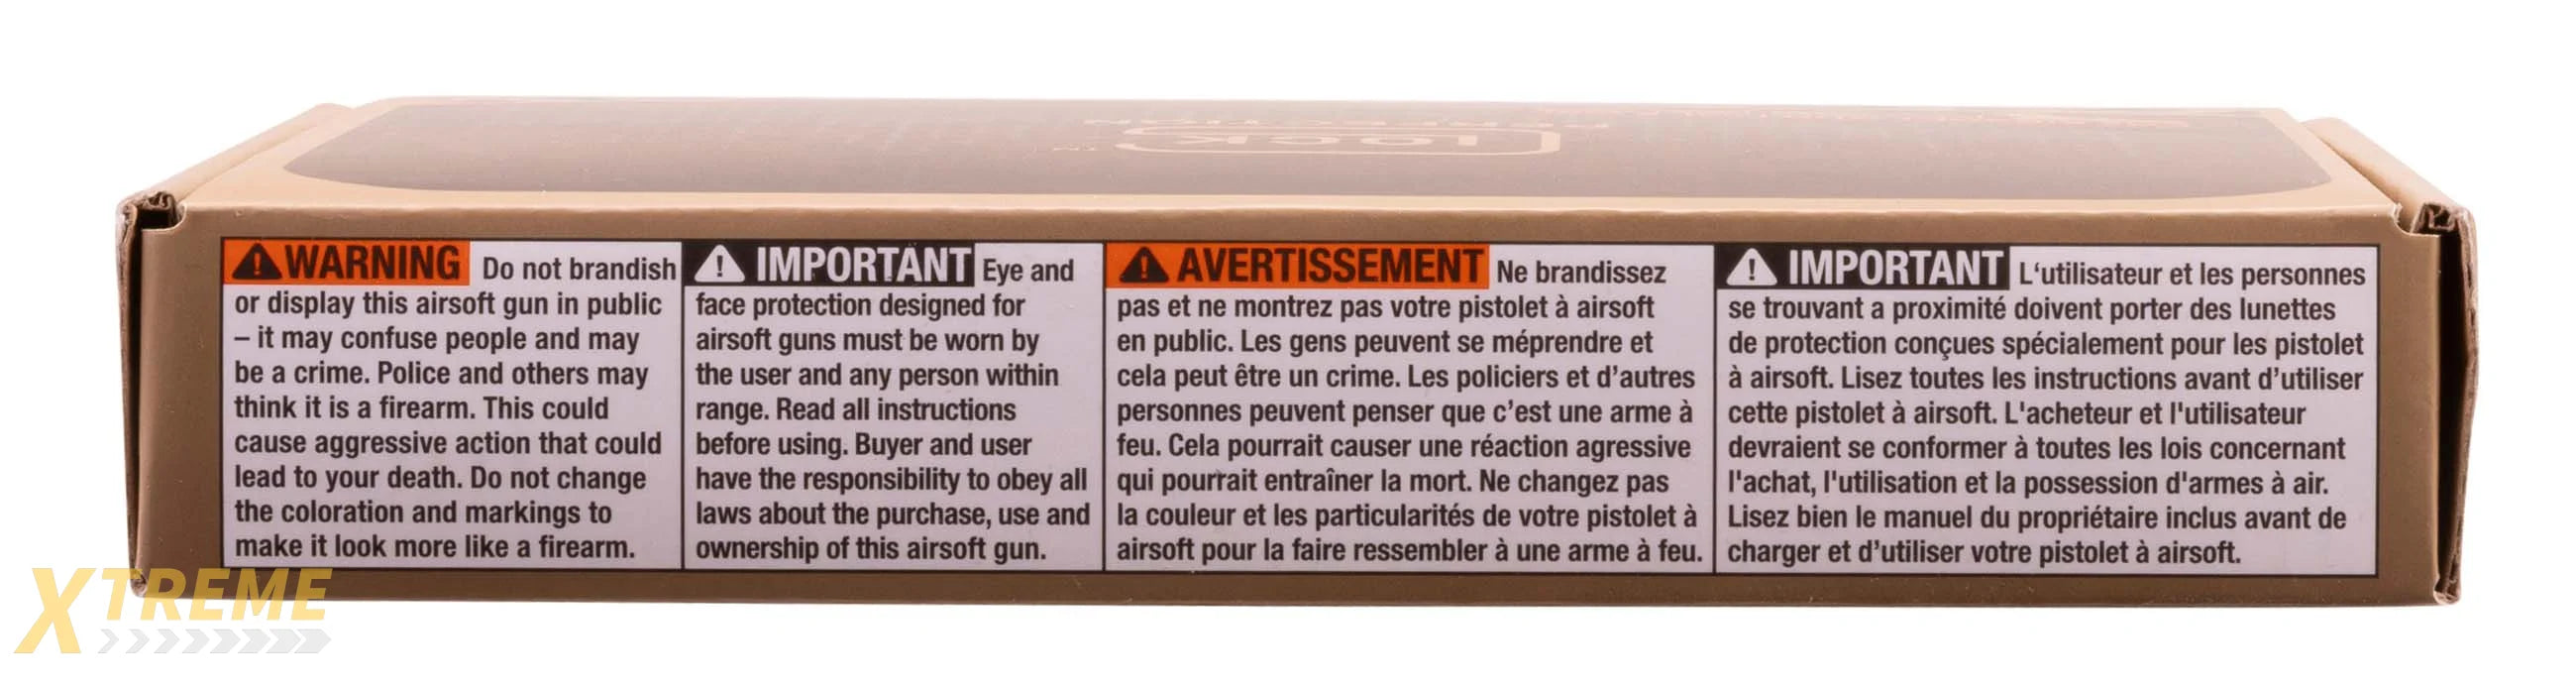 WARNING Do not brandish
or display this airsoft gun in public
– it may confuse people and may
be a crime. Police and others may
think it is a firearm. This could
cause aggressive action that could
lead to your death. Do not change
the coloration and markings to
make it look more like a firearm.
IMPORTANT Eye and
face protection designed for
airsoft guns must be worn by
the user and any person within
range. Read all instructions
before using. Buyer and user
have the responsibility to obey all
laws about the purchase, use and
ownership of this airsoft gun.
AVERTISSEMENT Ne brandissez
pas et ne montrez pas votre pistolet à airsoft
en public. Les gens peuvent se méprendre et
cela peut être un crime. Les policiers et d’autres
personnes peuvent penser que c’est une arme à
feu. Cela pourrait causer une réaction agressive
qui pourrait entraîner la mort. Ne changez pas
la couleur et les particularités de votre pistolet à
airsoft pour la faire ressembler à une arme à feu.
IMPORTANT L‘utilisateur et les personnes
se trouvant a proximité doivent porter des lunettes
de protection conçues spécialement pour les pistolet
à airsoft. Lisez toutes les instructions avant d’utiliser
cette pistolet à airsoft. L'acheteur et l'utilisateur
devraient se conformer à toutes les lois concernant
l'achat, l'utilisation et la possession d'armes à air.
Lisez bien le manuel du propriétaire inclus avant de
charger et d’utiliser votre pistolet à airsoft.
XTREME